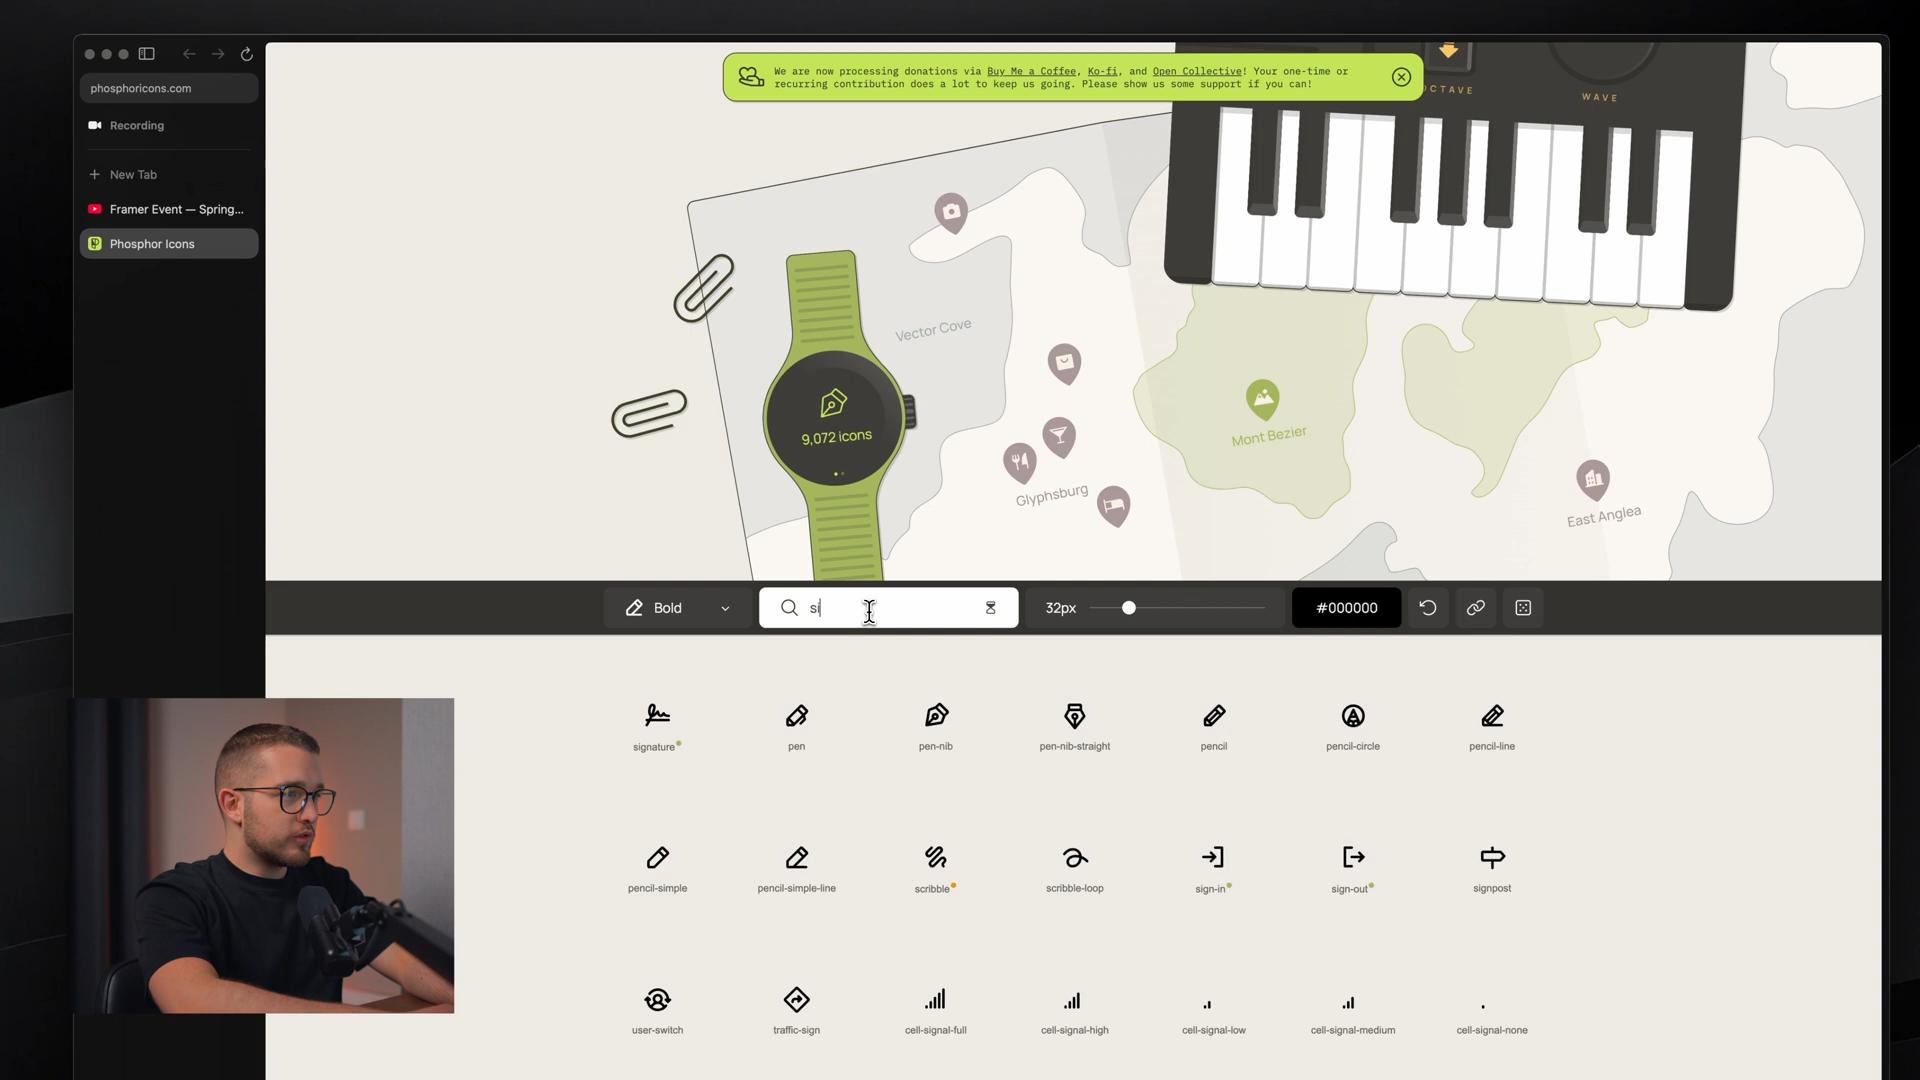 phosphoricons.com
Recording
New Tab
Framer Event — Spring...
Phosphor Icons
We are now processing donations via Buy Me a Coffee, Ko-fi, and Open Collective! Your one-time or
recurring contribution does a lot to keep us going. Please show us some support if you can!
OCTAVE
WAVE
Vector Cove
9,072 icons
Mont Bezier
Glyphsburg
East Anglea
Bold
si
32px
#000000
signature
pen
pen-nib
pen-nib-straight
pencil
pencil-circle
pencil-line
pencil-simple
pencil-simple-line
scribble
scribble-loop
sign-in
sign-out
signpost
user-switch
traffic-sign
cell-signal-full
cell-signal-high
cell-signal-low
cell-signal-medium
cell-signal-none